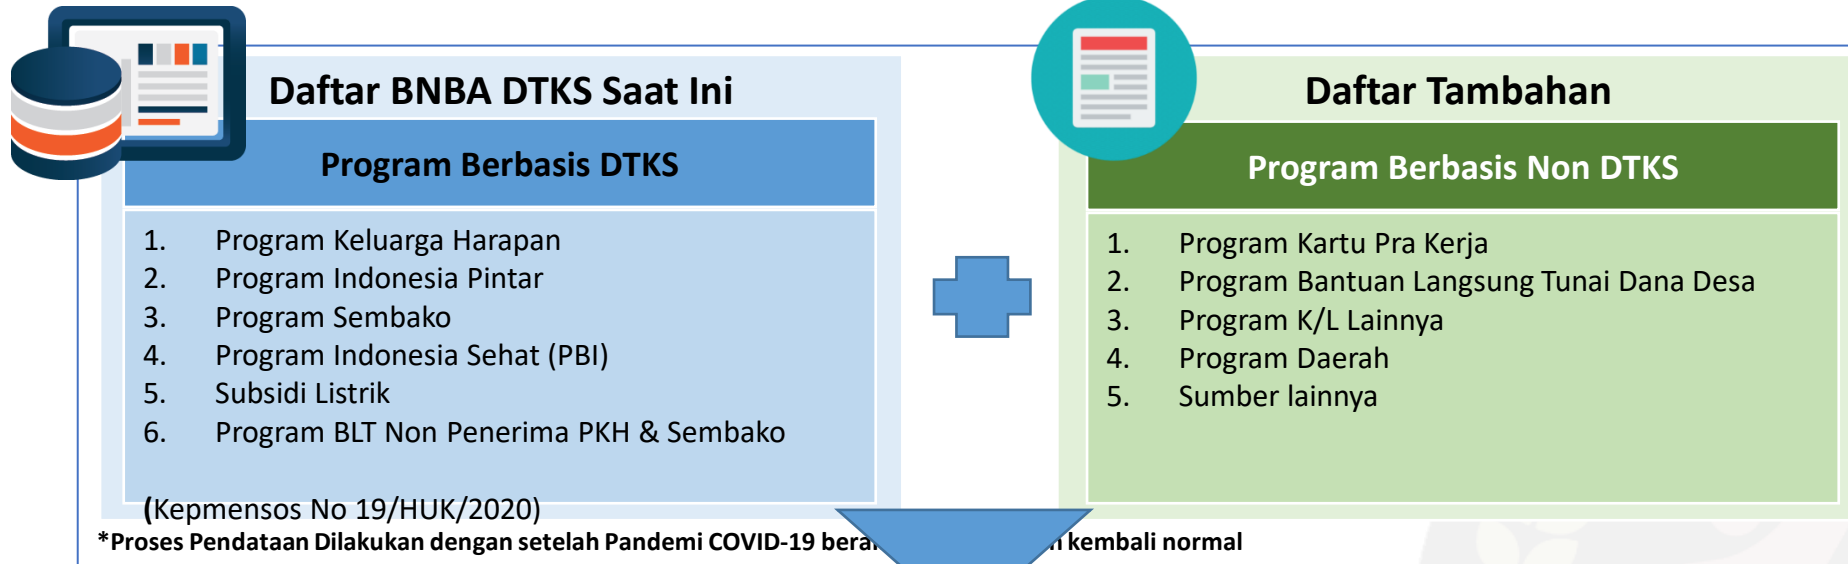 Daftar BNBA DTKS Saat Ini
Program Berbasis DTKS
1. Program Keluarga Harapan
2. Program Indonesia Pintar
3. Program Sembako
4. Program Indonesia Sehat (PBI)
5. Subsidi Listrik
6. Program BLT Non Penerima PKH & Sembako
(Kepmensos No 19/HUK/2020)
Daftar Tambahan
Program Berbasis Non DTKS
1. Program Kartu Pra Kerja
2. Program Bantuan Langsung Tunai Dana Desa
3. Program K/L Lainnya
4. Program Daerah
5. Sumber lainnya
*Proses Pendataan Dilakukan dengan setelah Pandemi COVID-19 kembali normal